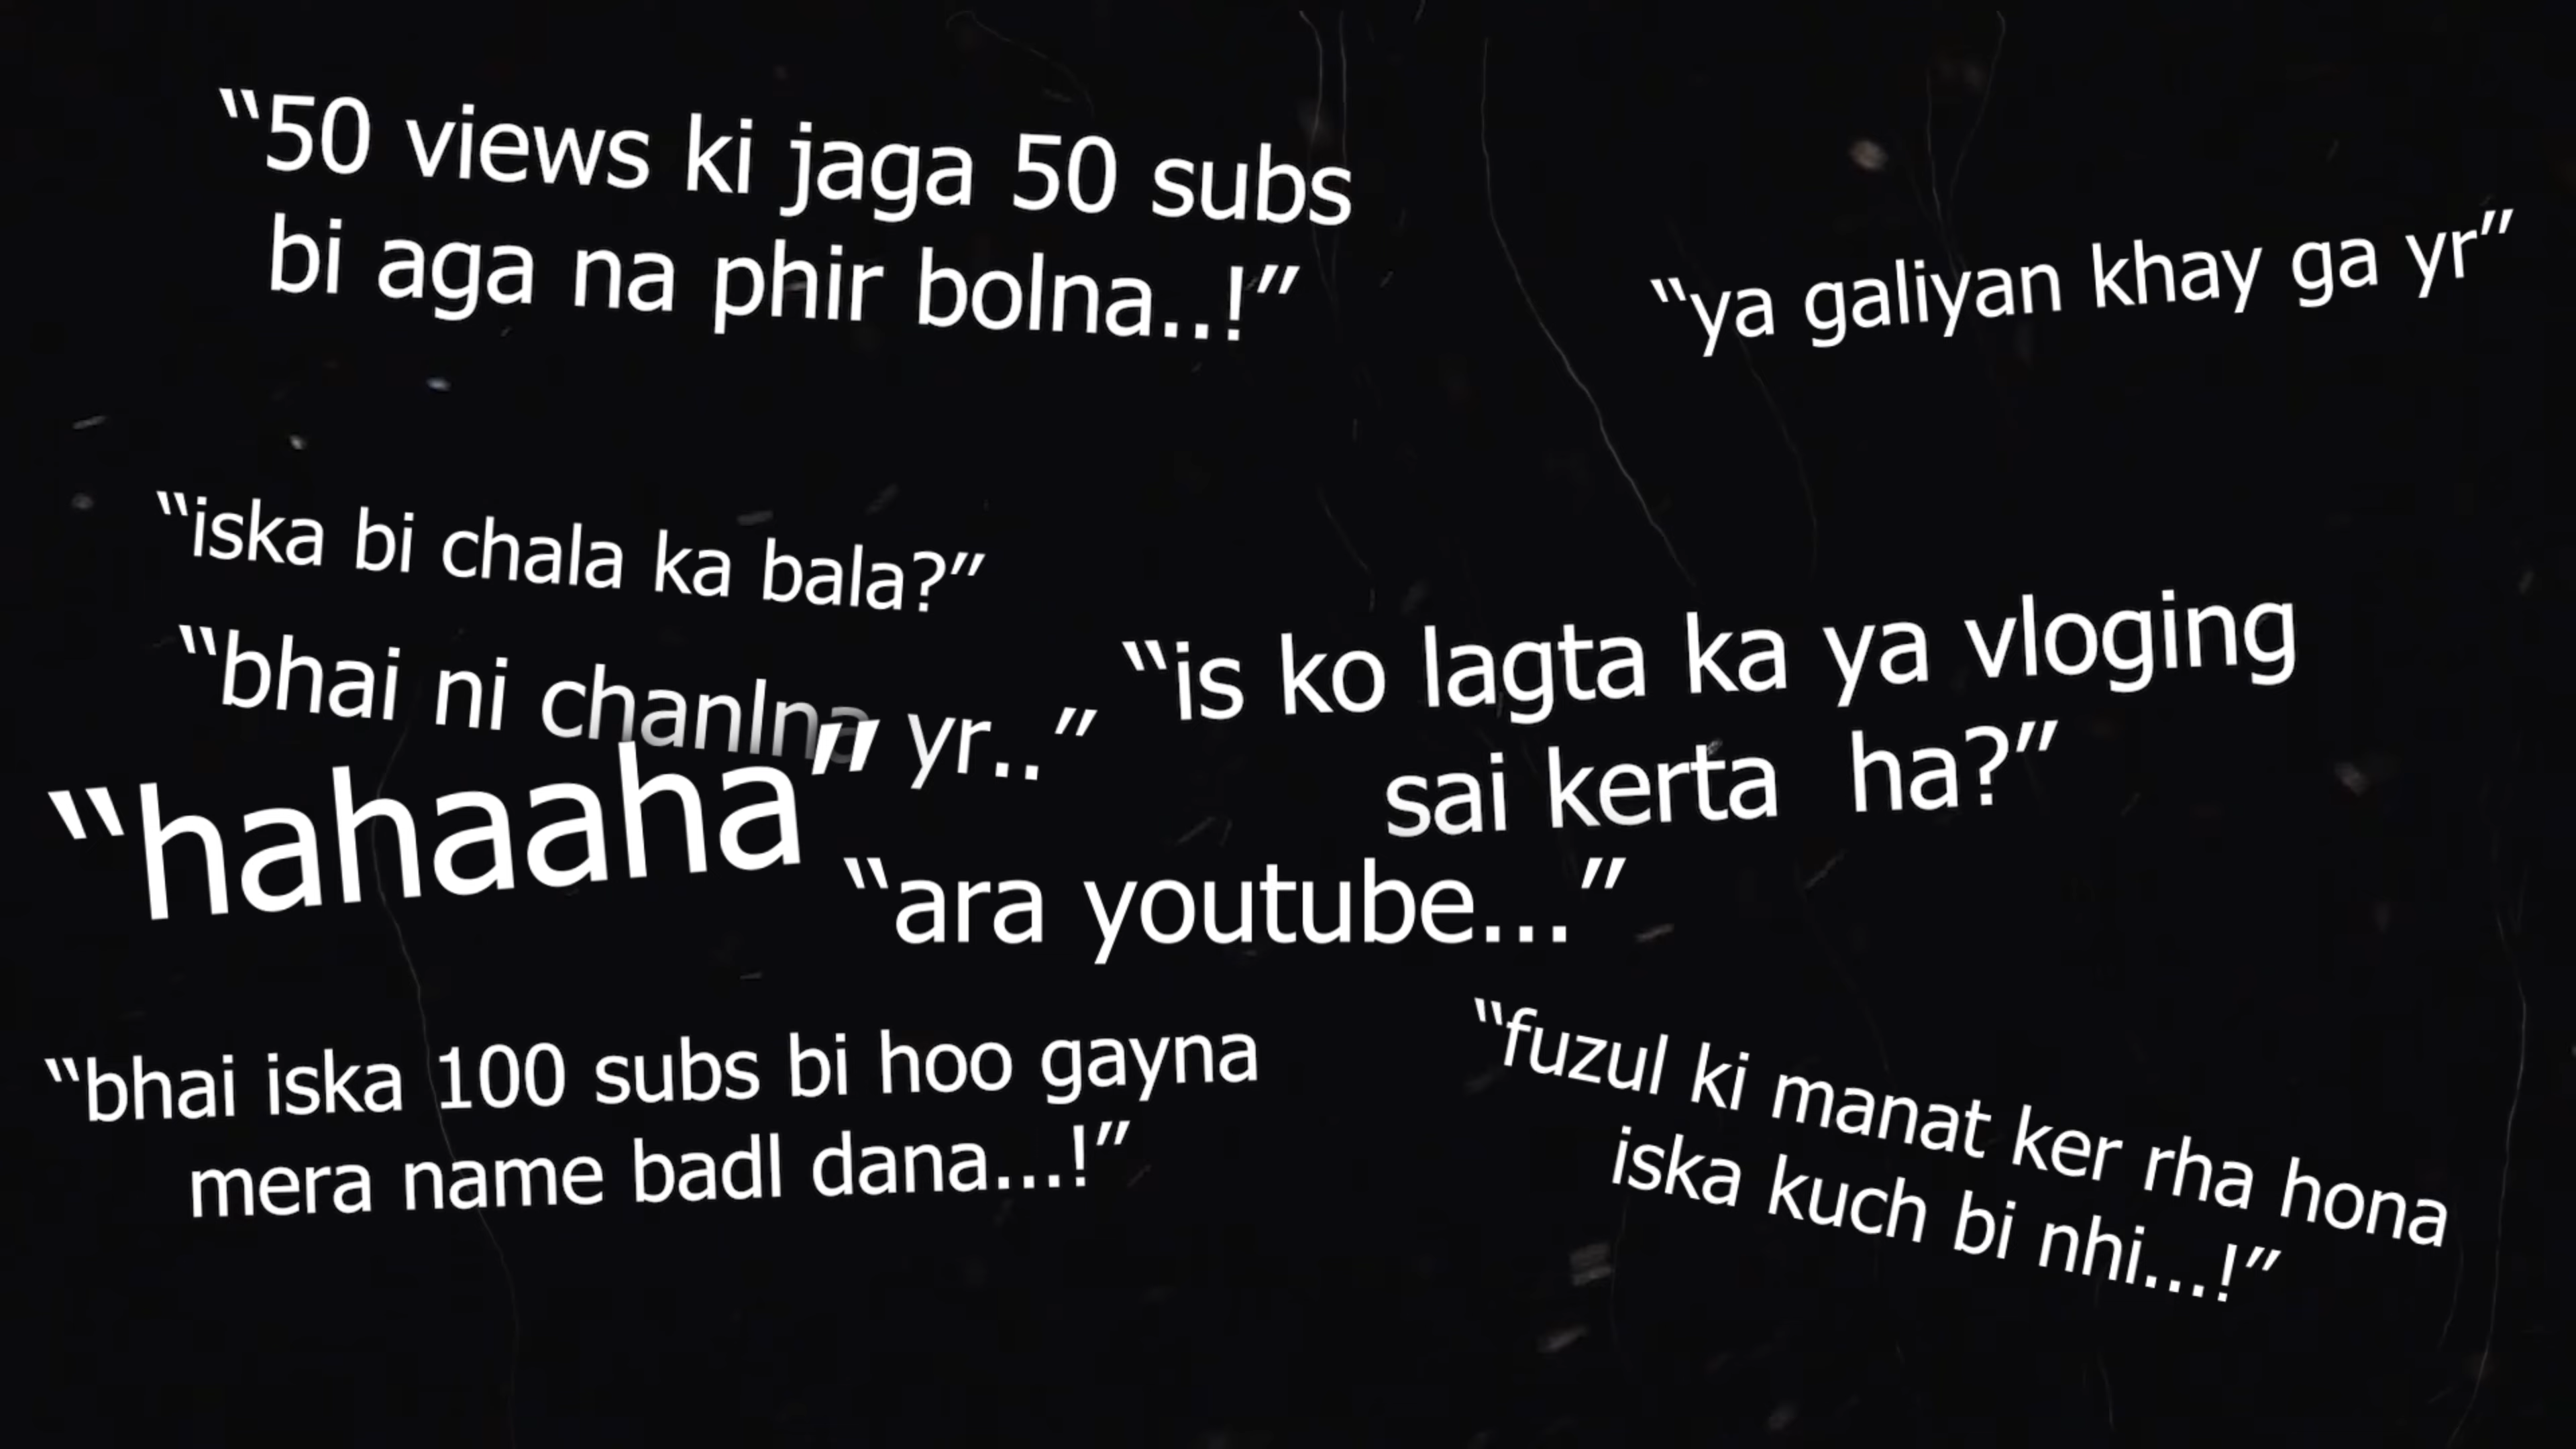 “50 views ki jaga 50 subs
bi aga na phir bolna..!”
“ya galiyan khay ga yr”
“iska bi chala ka bala?”
“bhai ni chanlna yr..”
“is ko lagta ka ya vloging
sai kerta ha?”
“hahaaha”
“ara youtube...”
“bhai iska 100 subs bi hoo gayna
mera name badl dana...!”
“fuzul ki manat ker rha hona
iska kuch bi nhi...!”